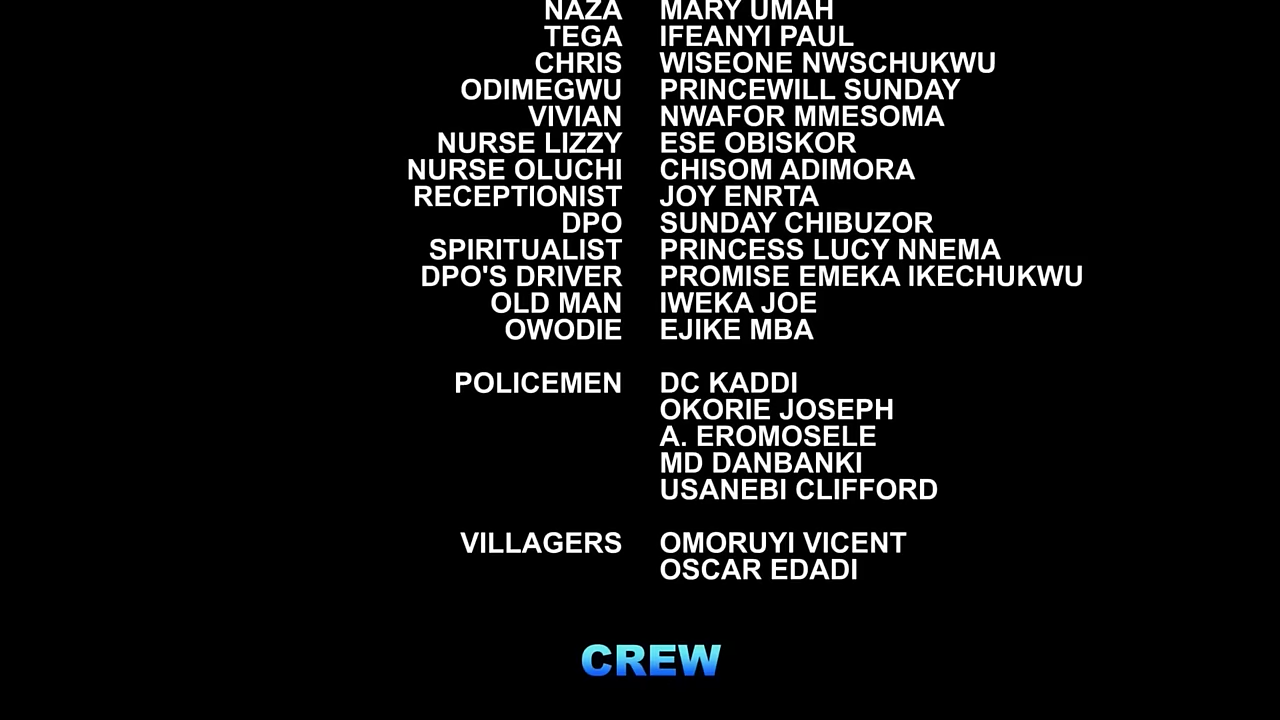 NAZA MARY UMAH
TEGA IFEANYI PAUL
CHRIS WISEONE NWSCHUKWU
ODIMEGWU PRINCEWILL SUNDAY
VIVIAN NWAFOR MMESOMA
NURSE LIZZY ESE OBISKOR
NURSE OLUCHI CHISOM ADIMORA
RECEPTIONIST JOY ENRTA
DPO SUNDAY CHIBUZOR
SPIRITUALIST PRINCESS LUCY NNEMA
DPO'S DRIVER PROMISE EMEKA IKECHUKWU
OLD MAN IWEKA JOE
OWODIE EJIKE MBA
POLICEMEN DC KADDI
OKORIE JOSEPH
A. EROMOSELE
MD DANBANKI
USANEBI CLIFFORD
VILLAGERS OMORUYI VICENT
OSCAR EDADI
CREW